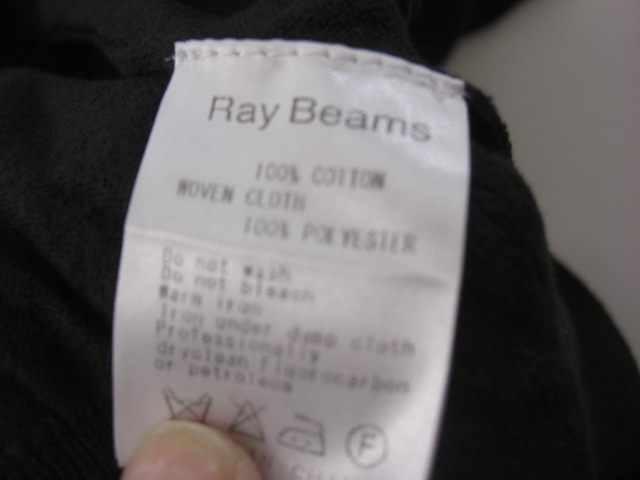 Ray Beams
100% COTTON
WOVEN CLOTH
100% POLYESTER
Do not wash
Do not bleach
Warm iron
Iron under damp cloth
Professionally
dryclean fluorocarbon
or petroleum
F